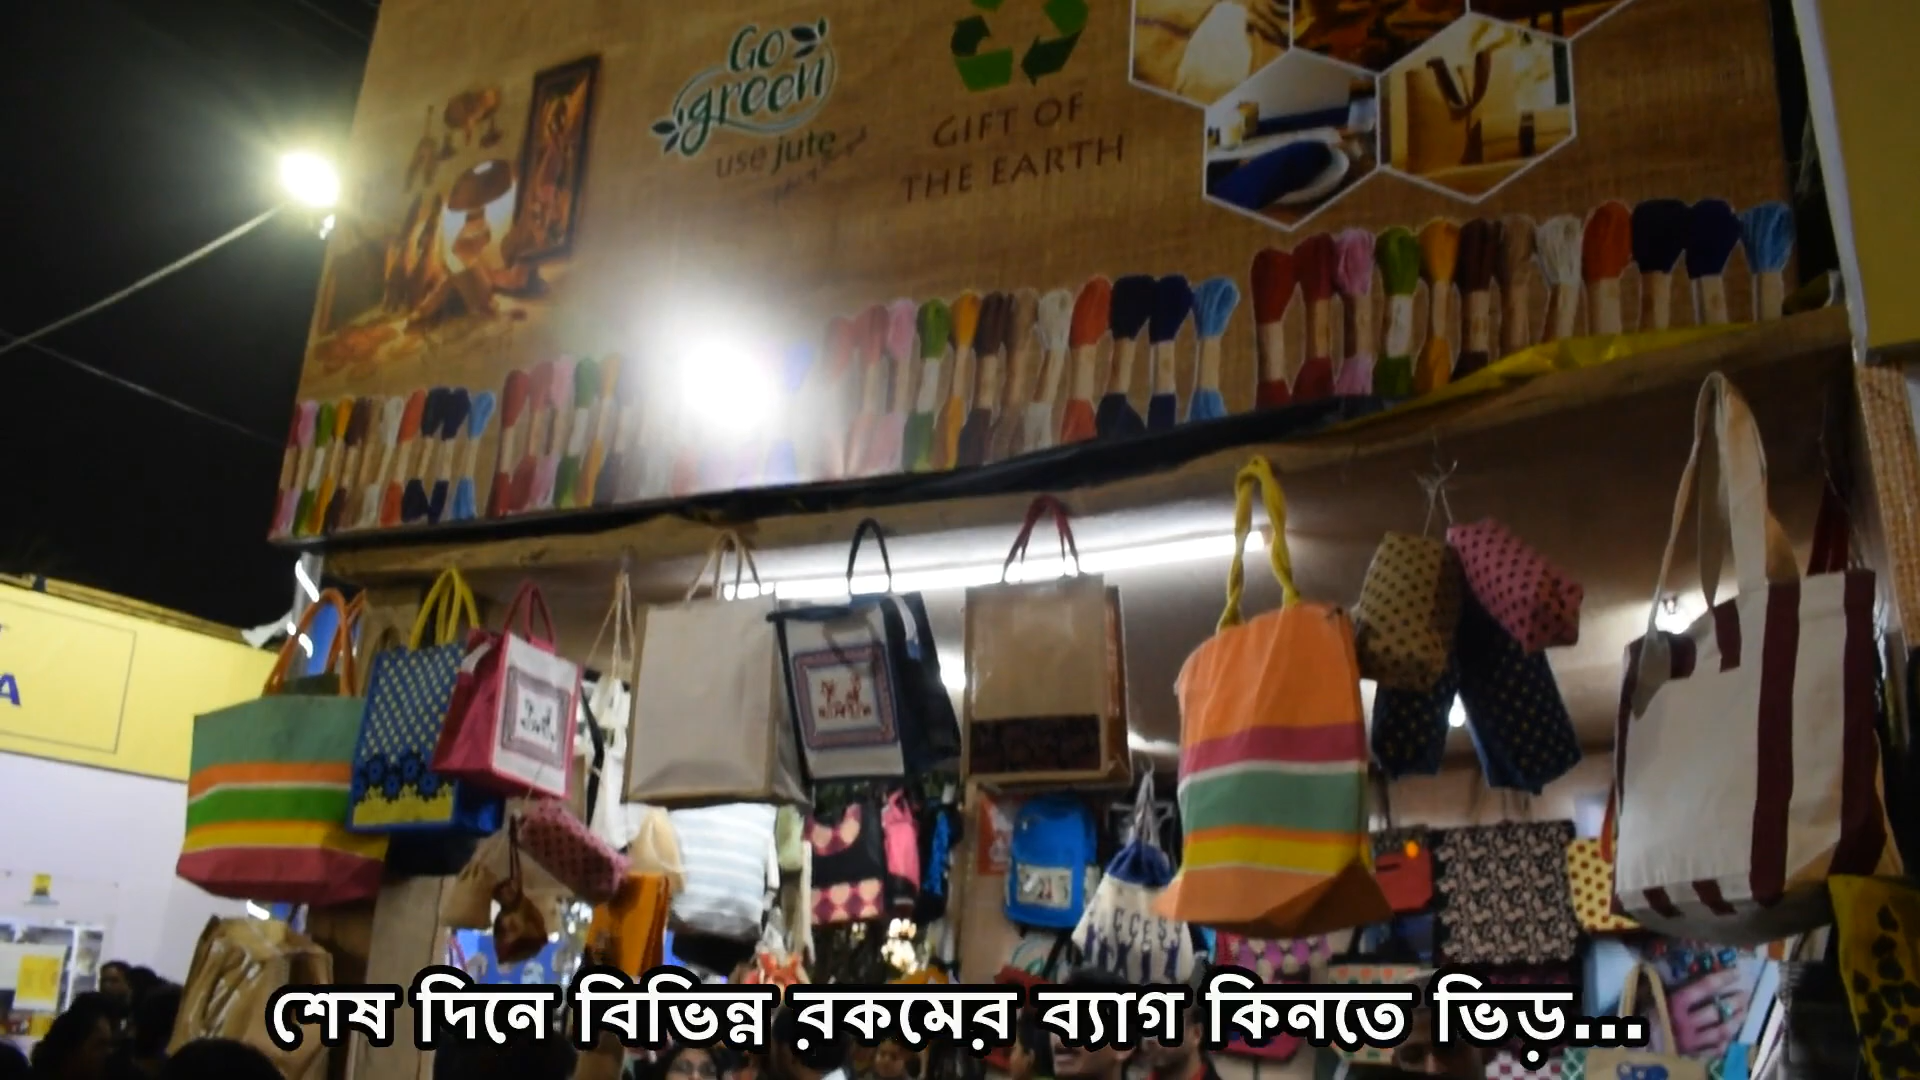 Go
green
use jute
GIFT OF
THE EARTH
A
শেষ দিনে বিভিন্ন রকমের ব্যাগ কিনতে ভিড়...